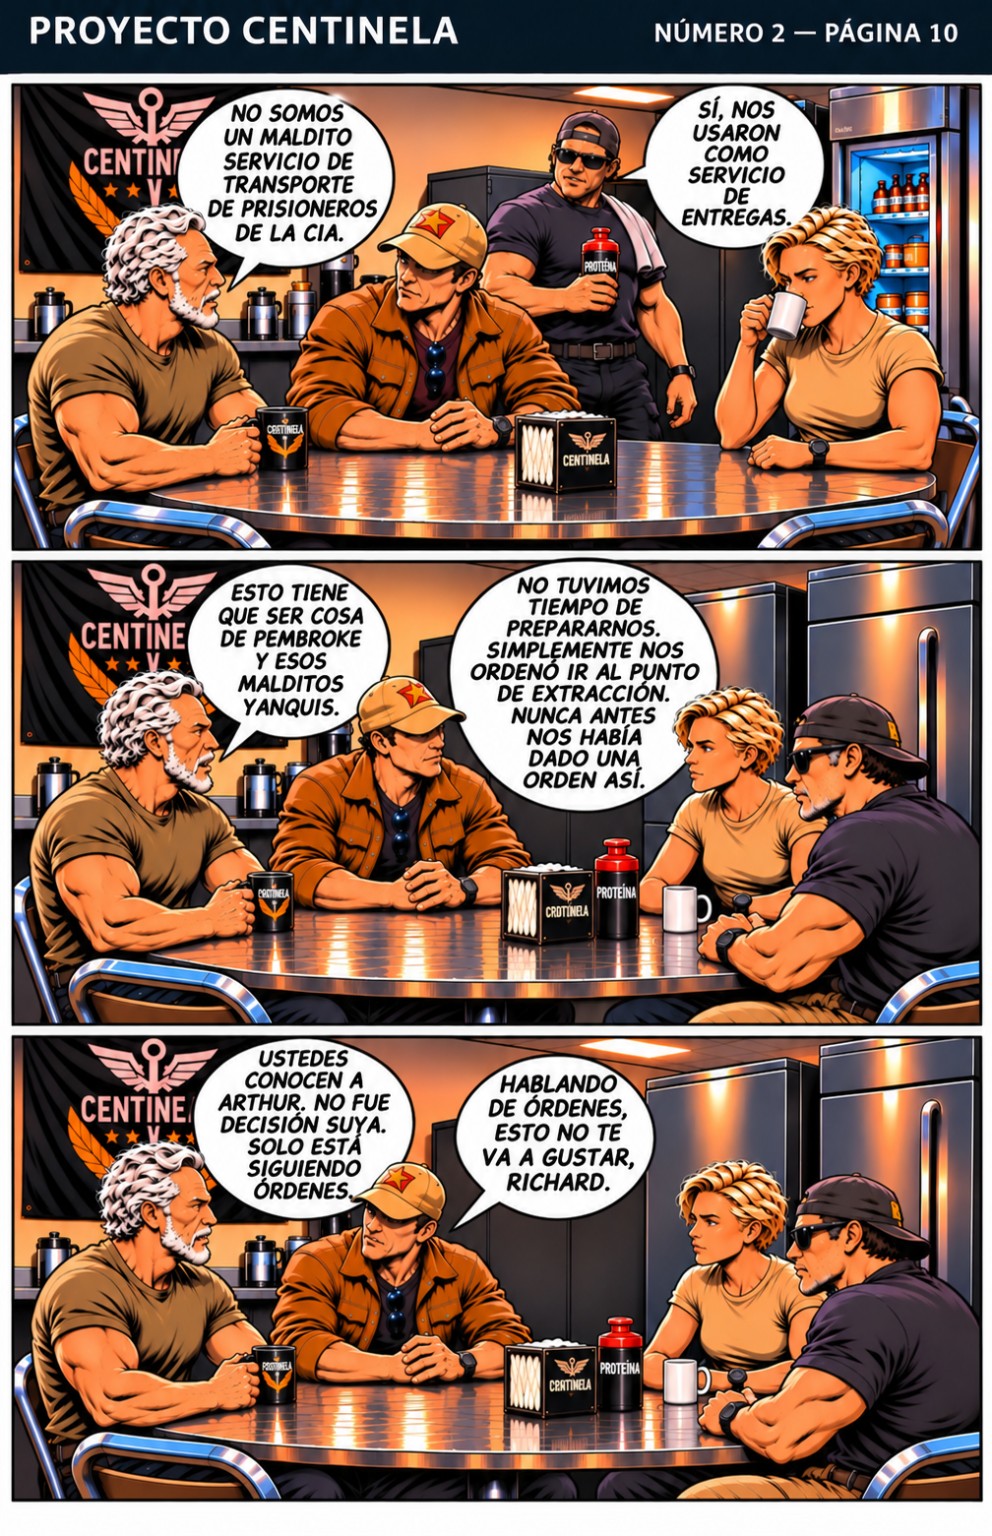 PROYECTO CENTINELA
NÚMERO 2 — PÁGINA 10
NO SOMOS
UN MALDITO
SERVICIO DE
TRANSPORTE
DE PRISIONEROS
DE LA CIA.
SÍ, NOS
USARON
COMO
SERVICIO
DE
ENTREGAS.
PROTEÉNA
CENTINELA
ESTO TIENE
QUE SER COSA
DE PEMBROKE
Y ESOS
MALDITOS
YANQUIS.
NO TUVIMOS
TIEMPO DE
PREPARARNOS.
SIMPLEMENTE NOS
ORDENÓ IR AL PUNTO
DE EXTRACCIÓN.
NUNCA ANTES
NOS HABÍA
DADO UNA
ORDEN ASÍ.
CENTINE
PROTEÍNA
USTEDES
CONOCEN A
ARTHUR. NO FUE
DECISIÓN SUYA.
SOLO ESTÁ
SIGUIENDO
ÓRDENES.
HABLANDO
DE ÓRDENES,
ESTO NO TE
VA A GUSTAR,
RICHARD.
CENTINE
PROTEÍNA